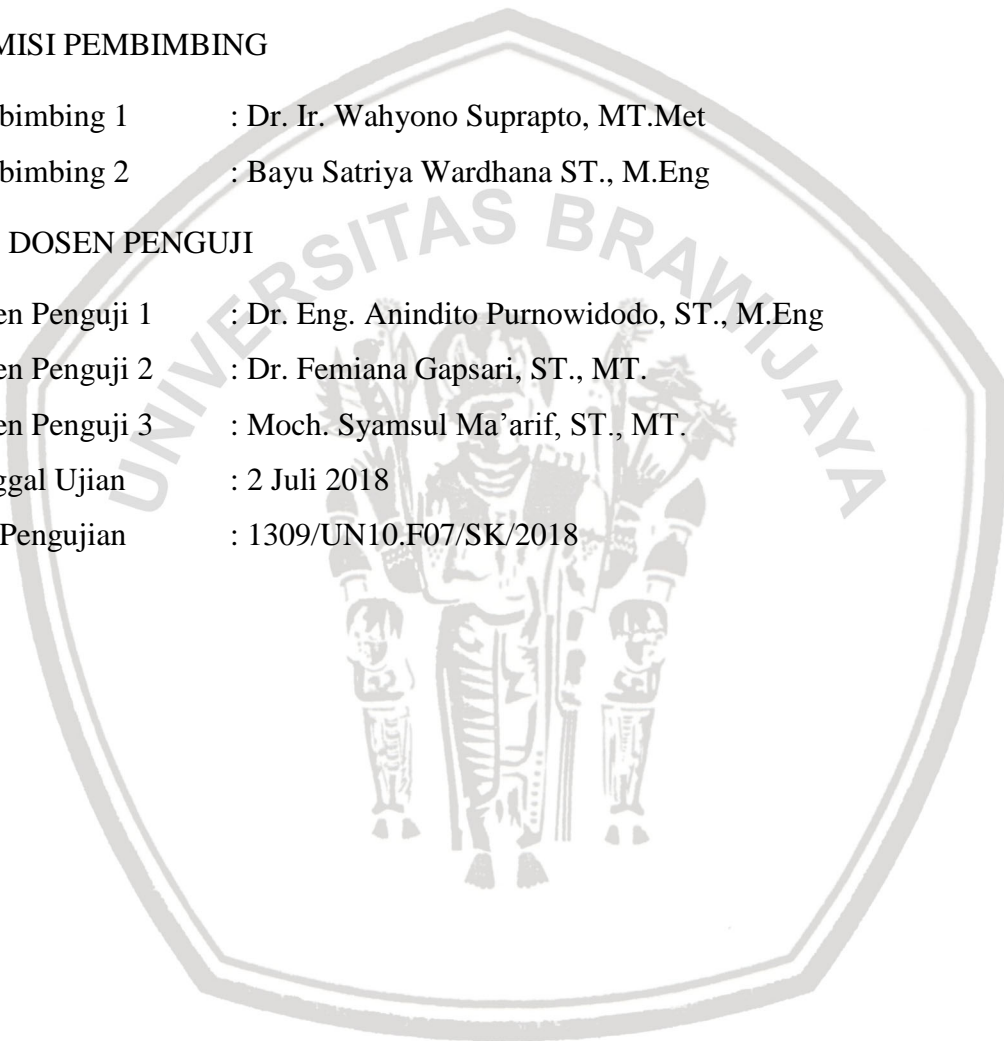 MISI PEMBIMBING
bimbing 1 : Dr. Ir. Wahyono Suprapto, MT.Met
bimbing 2 : Bayu Satriya Wardhana ST., M.Eng
DOSEN PENGUJI
en Penguji 1 : Dr. Eng. Anindito Purnowidodo, ST., M.Eng
en Penguji 2 : Dr. Femiana Gapsari, ST., MT.
en Penguji 3 : Moch. Syamsul Ma’arif, ST., MT.
ggal Ujian : 2 Juli 2018
Pengujian : 1309/UN10.F07/SK/2018
UNIVERSITAS BRAWIJAYA